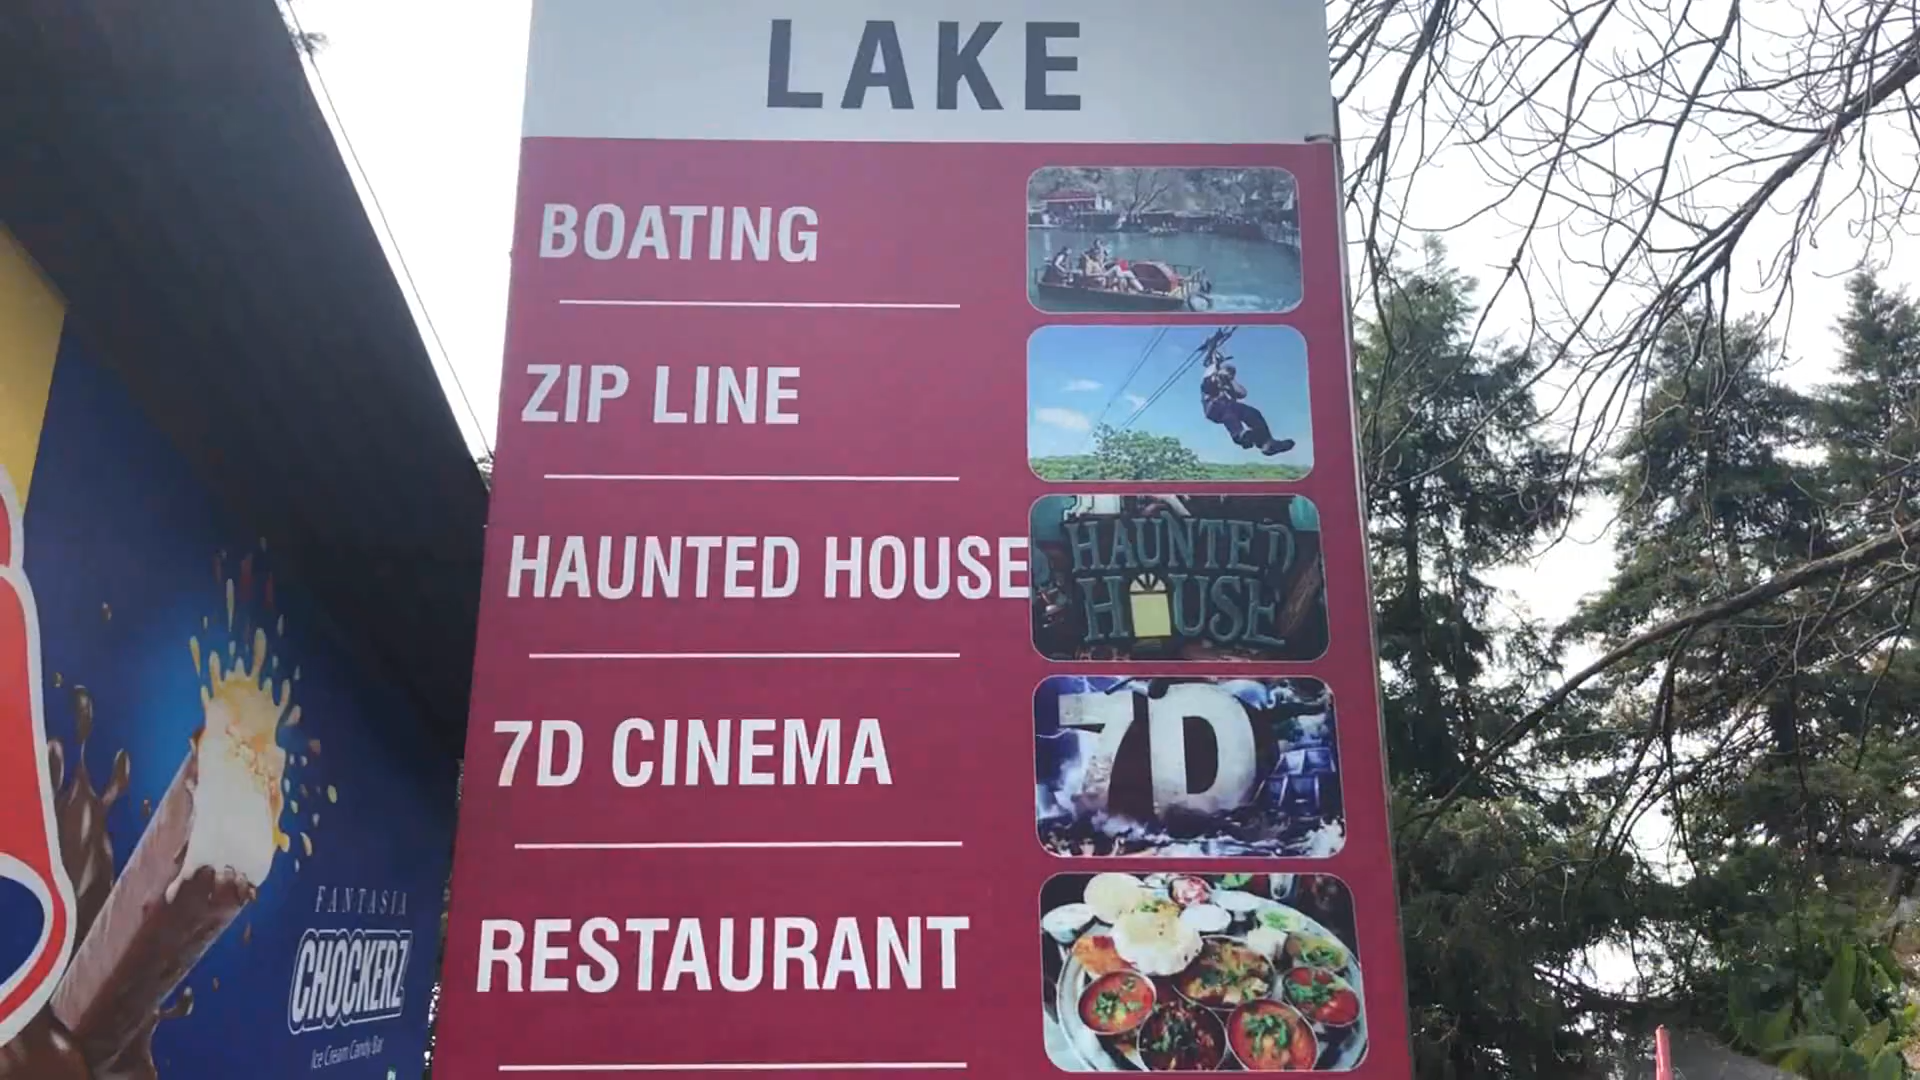 LAKE
BOATING
ZIP LINE
HAUNTED HOUSE
HAUNTED
HOUSE
7D CINEMA
7D
RESTAURANT
FANTASIA
CHOCKERZ
Ice Cream Candy Bar